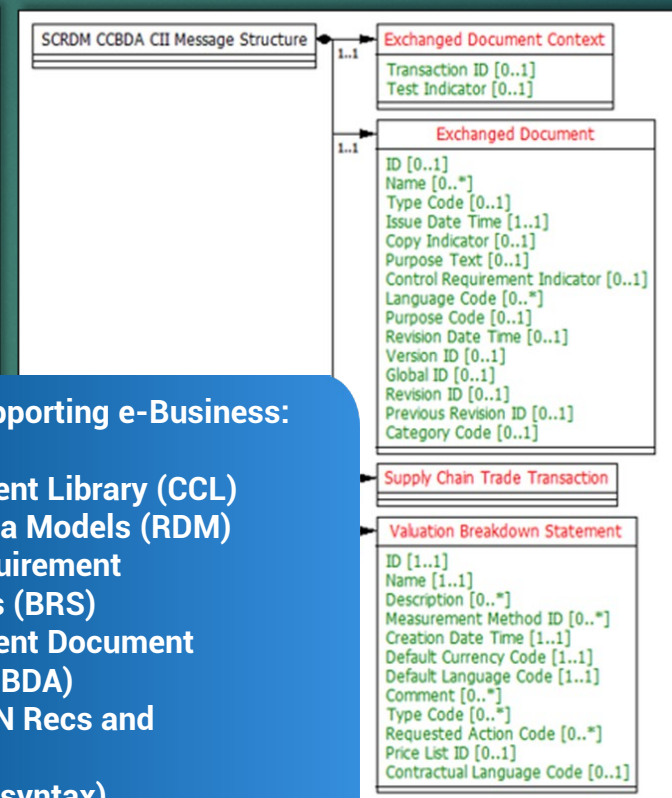 SCRDM CCBDA CII Message Structure
1..1
Exchanged Document Context
Transaction ID [0..1]
Test Indicator [0..1]
1..1
Exchanged Document
ID [0..1]
Name [0..*]
Type Code [0..1]
Issue Date Time [1..1]
Copy Indicator [0..1]
Purpose Text [0..1]
Control Requirement Indicator [0..1]
Language Code [0..*]
Purpose Code [0..1]
Revision Date Time [0..1]
Version ID [0..1]
Global ID [0..1]
Revision ID [0..1]
Previous Revision ID [0..1]
Category Code [0..1]
Supply Chain Trade Transaction
Valuation Breakdown Statement
ID [1..1]
Name [1..1]
Description [0..*]
Measurement Method ID [0..*]
Creation Date Time [1..1]
Default Currency Code [1..1]
Default Language Code [1..1]
Comment [0..*]
Type Code [0..*]
Requested Action Code [0..*]
Price List ID [0..1]
Contractual Language Code [0..1]
pporting e-Business:
ent Library (CCL)
a Models (RDM)
uirement
s (BRS)
ent Document
BDA)
N Recs and
syntax)